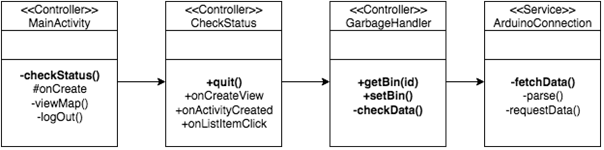 <<Controller>>
MainActivity
-checkStatus()
#onCreate
-viewMap()
-logOut()
<<Controller>>
CheckStatus
+quit()
+onCreateView
+onActivityCreated
+onListItemClick
<<Controller>>
GarbageHandler
+getBin(id)
+setBin()
-checkData()
<<Service>>
ArduinoConnection
-fetchData()
-parse()
-requestData()